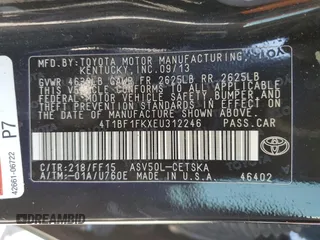 MFD.BY:TOYOTA MOTOR MANUFACTURING,
KENTUCKY,INC. 09/13
GVWR 4630LB GAWR FR 2625LB RR 2625LB
THIS VEHICLE CONFORMS TO ALL APPLICABLE
FEDERAL MOTOR VEHICLE SAFETY, BUMPER, AND
THEFT PREVENTION STANDARDS IN EFFECT ON
THE DATE OF MANUFACTURE SHOWN ABOVE.
4T1BF1FKXEU312246 PASS.CAR
C/TR:218/FF15 ASV50L-CETSKA
A/TM:-01A/U760E MADE IN U.S.A. 46402
TOYOTA
P7
42661-06722
DREAMBID